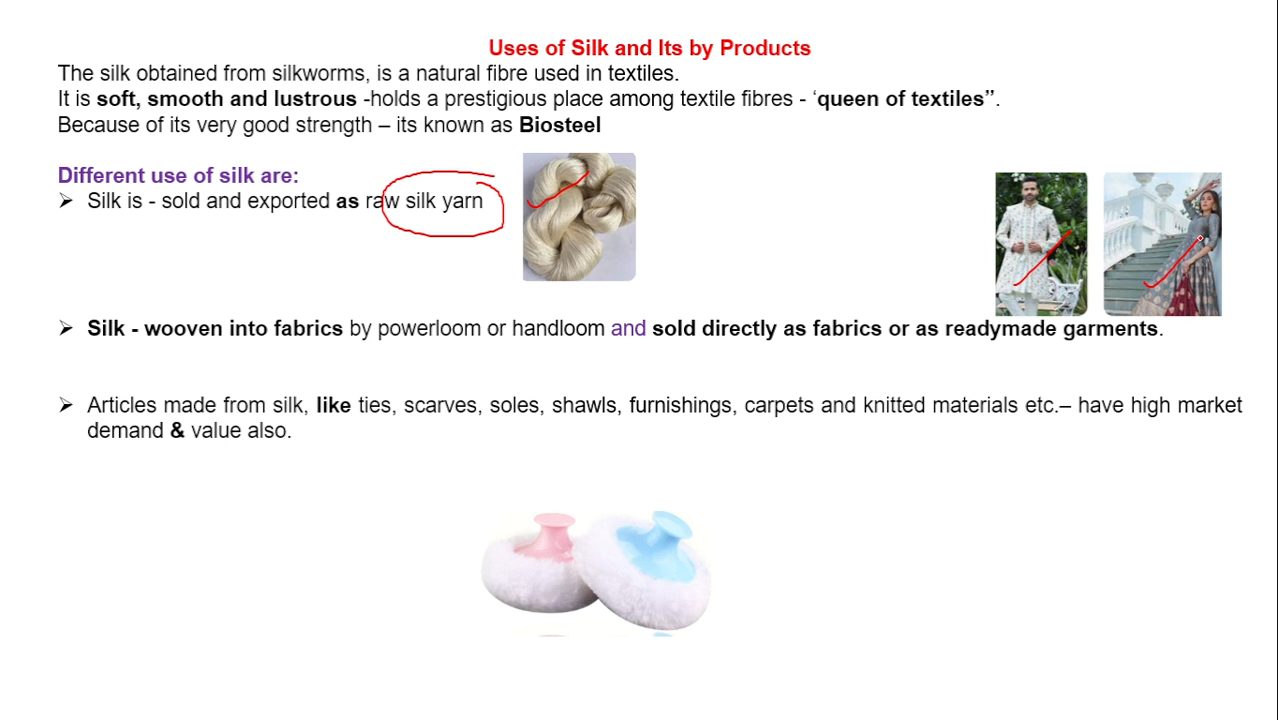 Uses of Silk and Its by Products
The silk obtained from silkworms, is a natural fibre used in textiles.
It is soft, smooth and lustrous -holds a prestigious place among textile fibres - ‘queen of textiles”.
Because of its very good strength – its known as Biosteel
Different use of silk are:
➢ Silk is - sold and exported as raw silk yarn
➢ Silk - wooven into fabrics by powerloom or handloom and sold directly as fabrics or as readymade garments.
➢ Articles made from silk, like ties, scarves, soles, shawls, furnishings, carpets and knitted materials etc.– have high market
demand & value also.